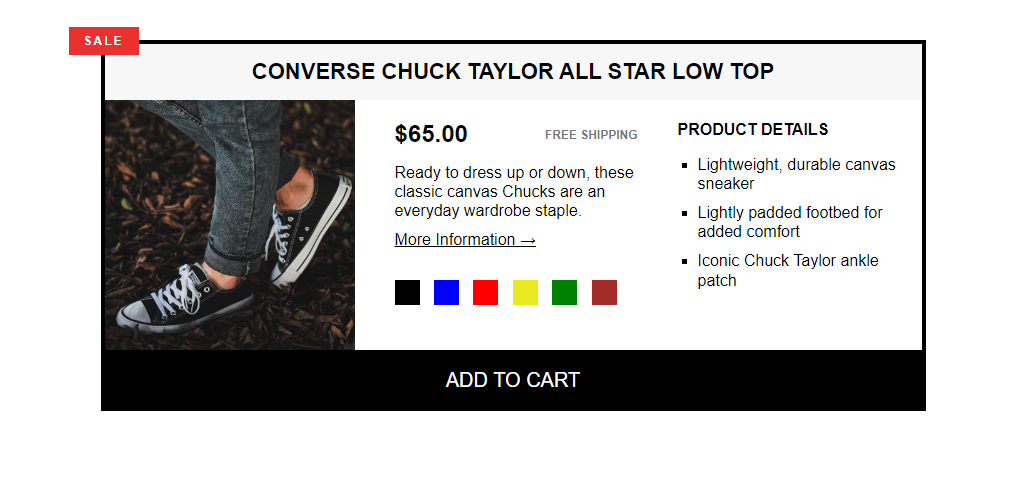 SALE
CONVERSE CHUCK TAYLOR ALL STAR LOW TOP
$65.00
FREE SHIPPING
Ready to dress up or down, these
classic canvas Chucks are an
everyday wardrobe staple.
More Information →
PRODUCT DETAILS
Lightweight, durable canvas
sneaker
Lightly padded footbed for
added comfort
Iconic Chuck Taylor ankle
patch
ADD TO CART